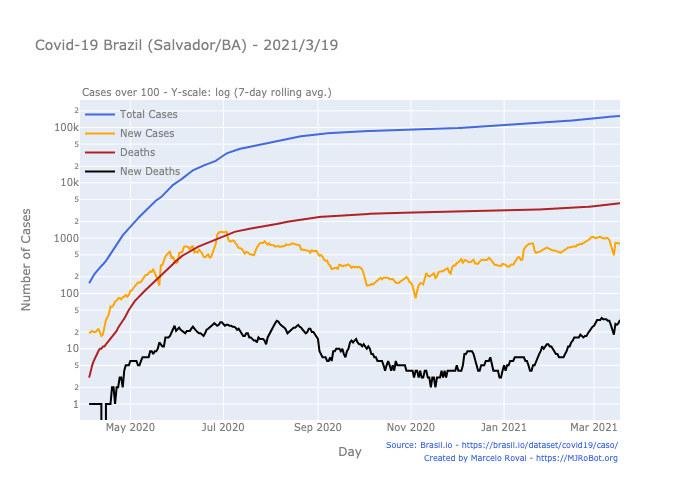 Covid-19 Brazil (Salvador/BA) - 2021/3/19
Cases over 100 - Y-scale: log (7-day rolling avg.)
Total Cases
New Cases
Deaths
New Deaths
2
100k
5
2
10k
5
2
1000
5
2
100
5
2
10
5
2
1
Number of Cases
May 2020
Jul 2020
Sep 2020
Nov 2020
Jan 2021
Mar 2021
Day
Source: Brasil.io - https://brasil.io/dataset/covid19/caso/
Created by Marcelo Rovai - https://MJRoBot.org